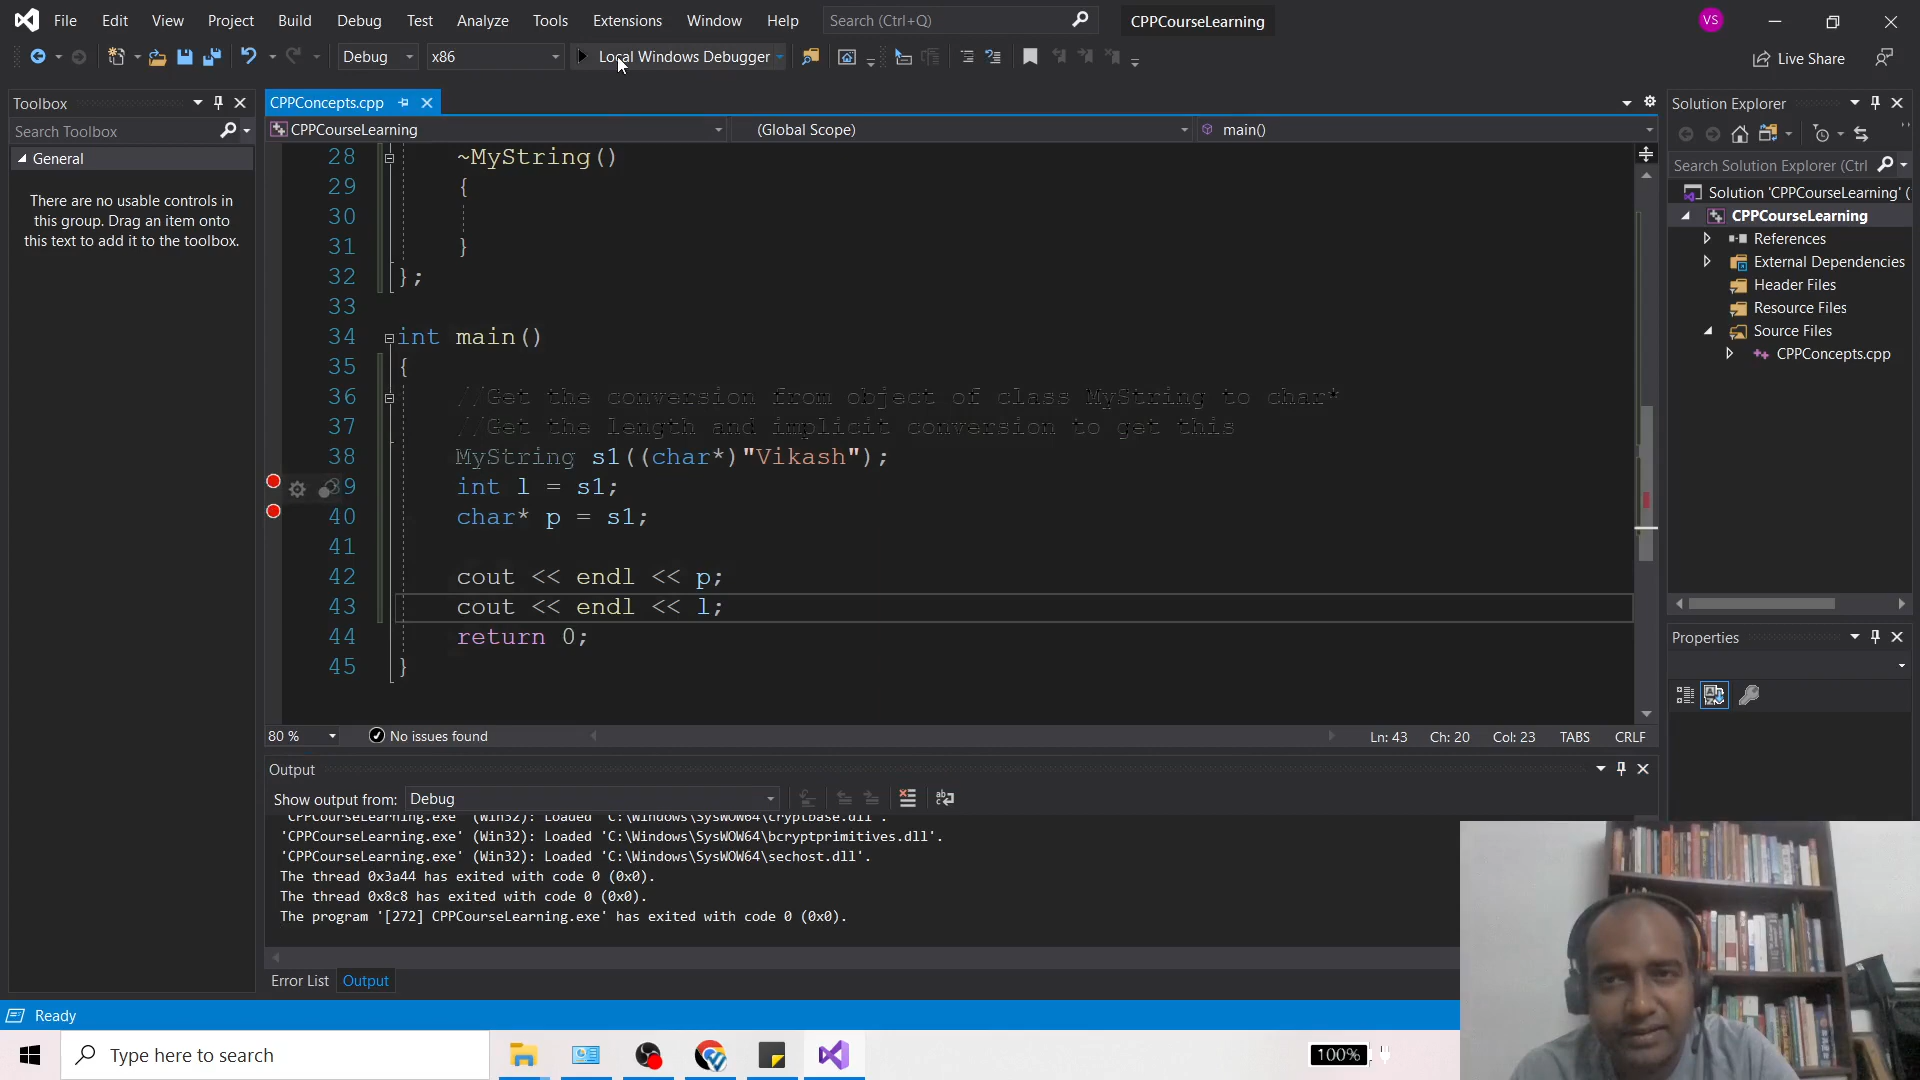 File Edit View Project Build Debug Test Analyze Tools Extensions Window Help Search (Ctrl+Q) CPPCourseLearning VS
Debug x86 Local Windows Debugger Live Share
Toolbox
Search Toolbox
General
There are no usable controls in
this group. Drag an item onto
this text to add it to the toolbox.
CPPConcepts.cpp
CPPCourseLearning (Global Scope) main()
28 ~MyString()
29 {
30
31 }
32 };
33
34 int main()
35 {
36 //Get the conversion from object of class MyString to char*
37 //Get the length and implicit conversion to get this
38 MyString s1((char*)"Vikash");
39 int l = s1;
40 char* p = s1;
41
42 cout << endl << p;
43 cout << endl << l;
44 return 0;
45 }
80 % No issues found Ln: 43 Ch: 20 Col: 23 TABS CRLF
Output
Show output from: Debug
'CPPCourseLearning.exe' (Win32): Loaded 'C:\Windows\SysWOW64\cryptbase.dll'.
'CPPCourseLearning.exe' (Win32): Loaded 'C:\Windows\SysWOW64\bcryptprimitives.dll'.
'CPPCourseLearning.exe' (Win32): Loaded 'C:\Windows\SysWOW64\sechost.dll'.
The thread 0x3a44 has exited with code 0 (0x0).
The thread 0x8c8 has exited with code 0 (0x0).
The program '[272] CPPCourseLearning.exe' has exited with code 0 (0x0).
Error List Output
Solution Explorer
Search Solution Explorer (Ctrl
Solution 'CPPCourseLearning' (
CPPCourseLearning
References
External Dependencies
Header Files
Resource Files
Source Files
CPPConcepts.cpp
Properties
Ready
Type here to search
100%